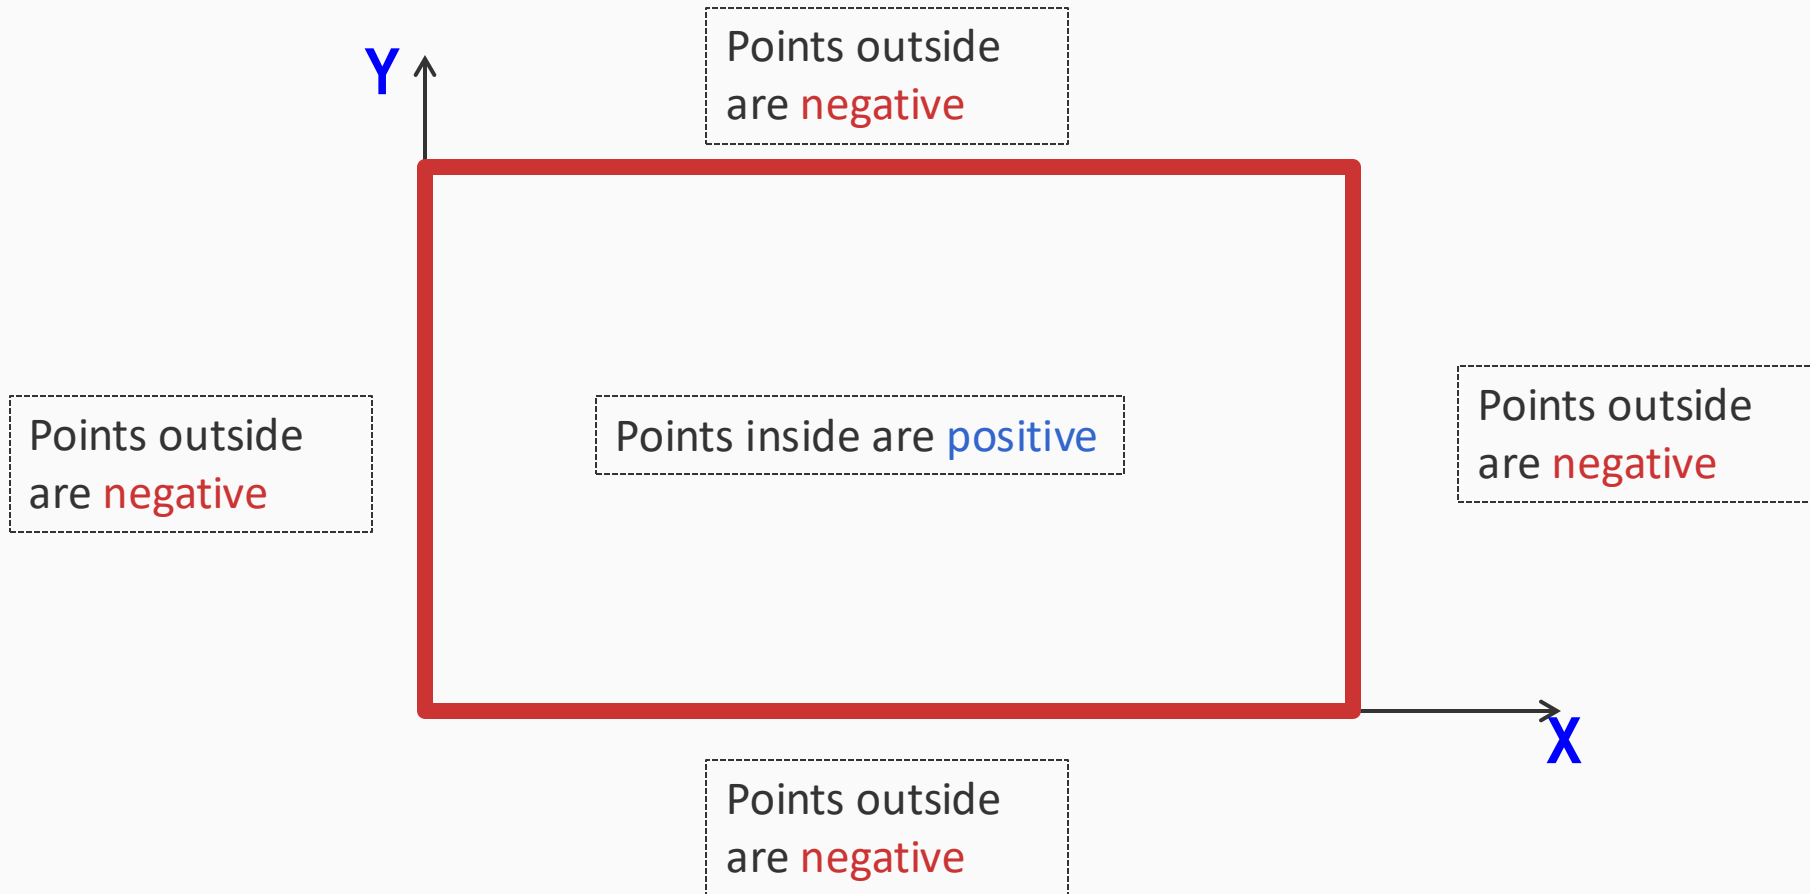 Points outside
are negative
Y
Points outside
are negative
Points inside are positive
Points outside
are negative
X
Points outside
are negative